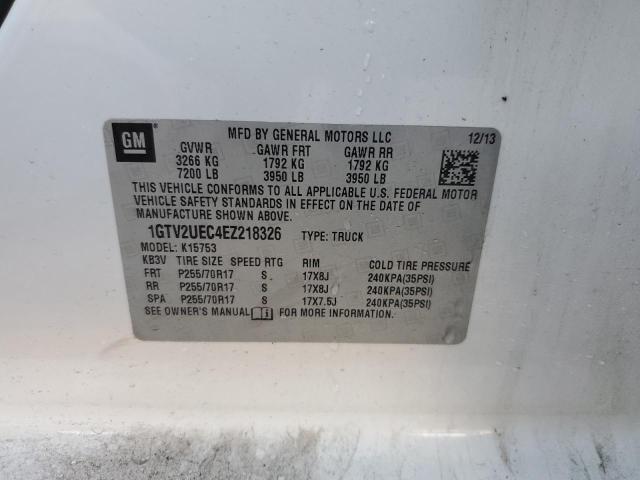 GM
MFD BY GENERAL MOTORS LLC 12/13
GVWR GAWR FRT GAWR RR
3266 KG 1792 KG 1792 KG
7200 LB 3950 LB 3950 LB
THIS VEHICLE CONFORMS TO ALL APPLICABLE U.S. FEDERAL MOTOR
VEHICLE SAFETY STANDARDS IN EFFECT ON THE DATE OF
MANUFACTURE SHOWN ABOVE.
1GTV2UEC4EZ218326 TYPE: TRUCK
MODEL: K15753
KB3V TIRE SIZE SPEED RTG RIM COLD TIRE PRESSURE
FRT P255/70R17 S 17X8J 240KPA(35PSI)
RR P255/70R17 S 17X8J 240KPA(35PSI)
SPA P255/70R17 S 17X7.5J 240KPA(35PSI)
SEE OWNER'S MANUAL FOR MORE INFORMATION.